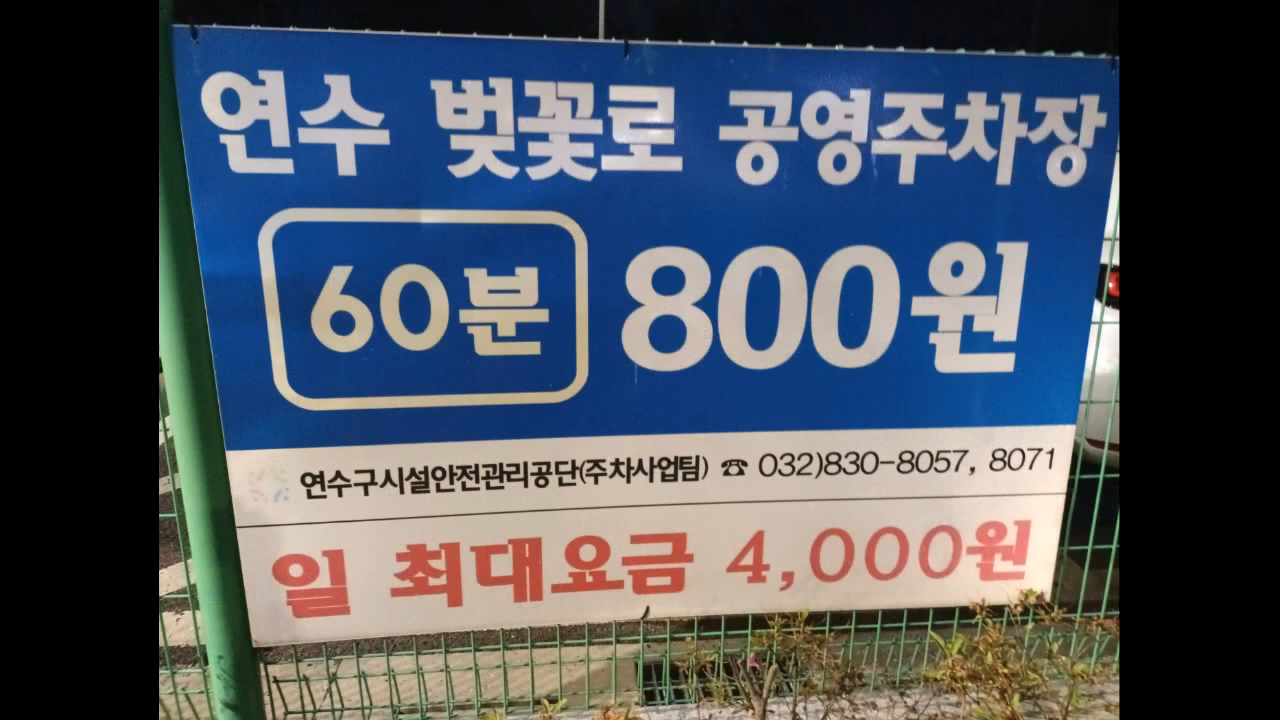 연수 벚꽃로 공영주차장
60분 800원
연수구시설안전관리공단(주차사업팀) ☎ 032)830-8057, 8071
일 최대요금 4,000원